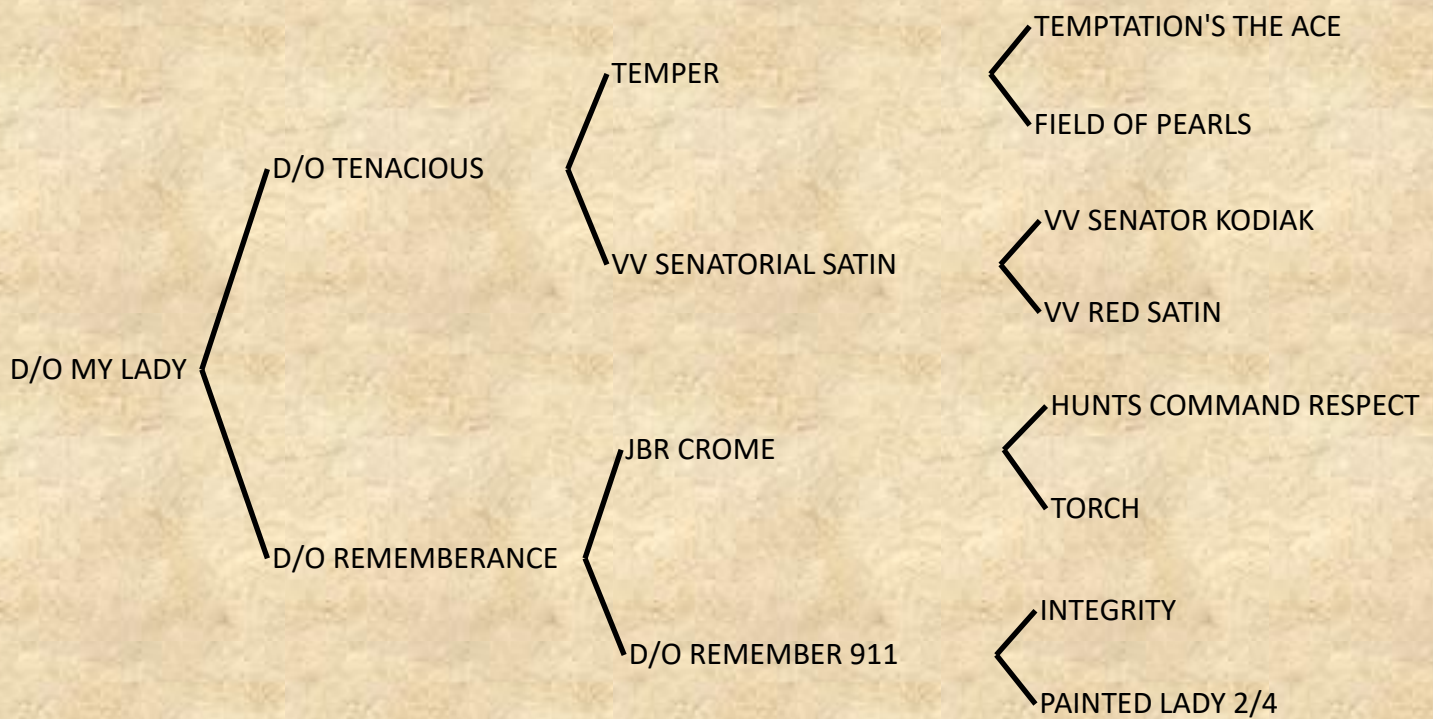 TEMPTATION'S THE ACE
TEMPER
FIELD OF PEARLS
D/O TENACIOUS
VV SENATOR KODIAK
VV SENATORIAL SATIN
VV RED SATIN
D/O MY LADY
HUNTS COMMAND RESPECT
JBR CROME
TORCH
D/O REMEMBERANCE
INTEGRITY
D/O REMEMBER 911
PAINTED LADY 2/4